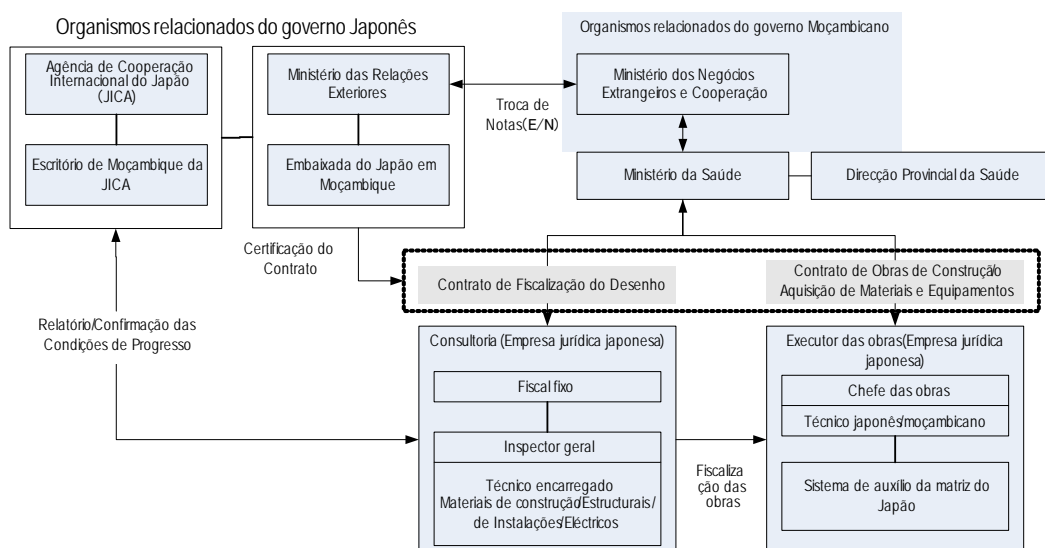 Organismos relacionados do governo Japonês
Organismos relacionados do governo Moçambicano
Agência de Cooperação
Internacional do Japão
(JICA)
Escritório de Moçambique da
JICA
Ministério das Relações
Exteriores
Embaixada do Japão em
Moçambique
Troca de
Notas(E/N)
Ministério dos Negócios
Extrangeiros e Cooperação
Ministério da Saúde
Direcção Provincial da Saúde
Certificação do
Contrato
Contrato de Fiscalização do Desenho
Contrato de Obras de Construç/o
Aquisição de Materiais e Equipamentos
Relatório/Confirmação das
Condições de Progresso
Consultoria (Empresa jurídica japonesa)
Fiscal fixo
Inspector geral
Técnico encarregado
Materiais de construção/Estructurais/
de Instalações/Eléctricos
Fiscaliza
ção das
obras
Executor das obras(Empresa jurídica
japonesa)
Chefe das obras
Técnico japonês/moçambicano
Sistema de auxílio da matriz do
Japão